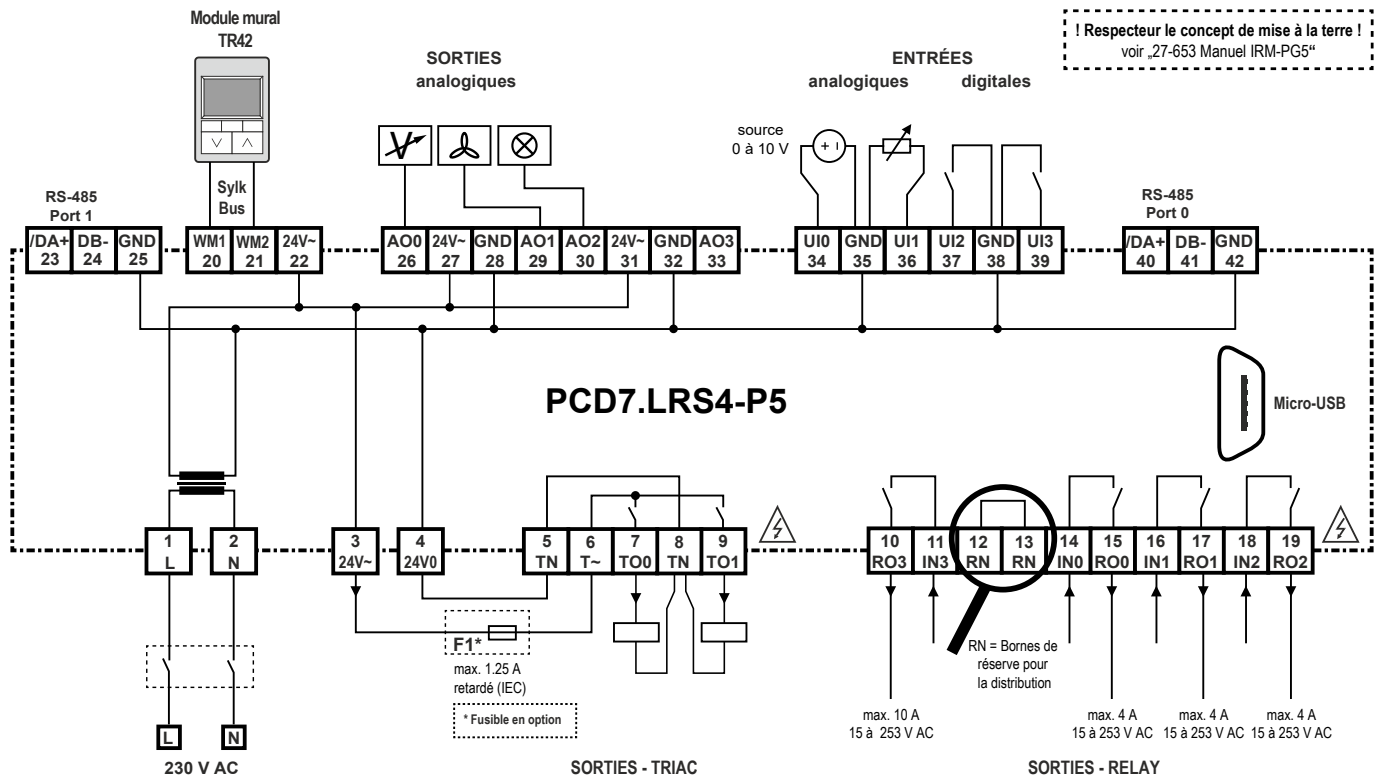 Module mural
TR42
SORTIES
analogiques
ENTRÉES
analogiques digitales
! Respecteur le concept de mise à la terre !
voir „27-653 Manuel IRM-PG5“
source
0 à 10 V
+ I
RS-485
Port 1
Sylk
Bus
RS-485
Port 0
/DA+ DB- GND
23 24 25
WM1 WM2 24V~
20 21 22
AO0 24V~ GND AO1 AO2 24V~ GND AO3
26 27 28 29 30 31 32 33
UI0 GND UI1 UI2 GND UI3
34 35 36 37 38 39
/DA+ DB- GND
40 41 42
PCD7.LRS4-P5
Micro-USB
1 2 3 4 5 6 7 8 9
L N 24V~ 24V0 TN T~ TO0 TN TO1
10 11 12 13 14 15 16 17 18 19
RO3 IN3 RN RN IN0 RO0 IN1 RO1 IN2 RO2
F1*
max. 1.25 A
retardé (IEC)
* Fusible en option
RN = Bornes de
réserve pour
la distribution
max. 10 A
15 à 253 V AC
max. 4 A
15 à 253 V AC
max. 4 A
15 à 253 V AC
max. 4 A
15 à 253 V AC
L N
230 V AC
SORTIES - TRIAC
SORTIES - RELAY